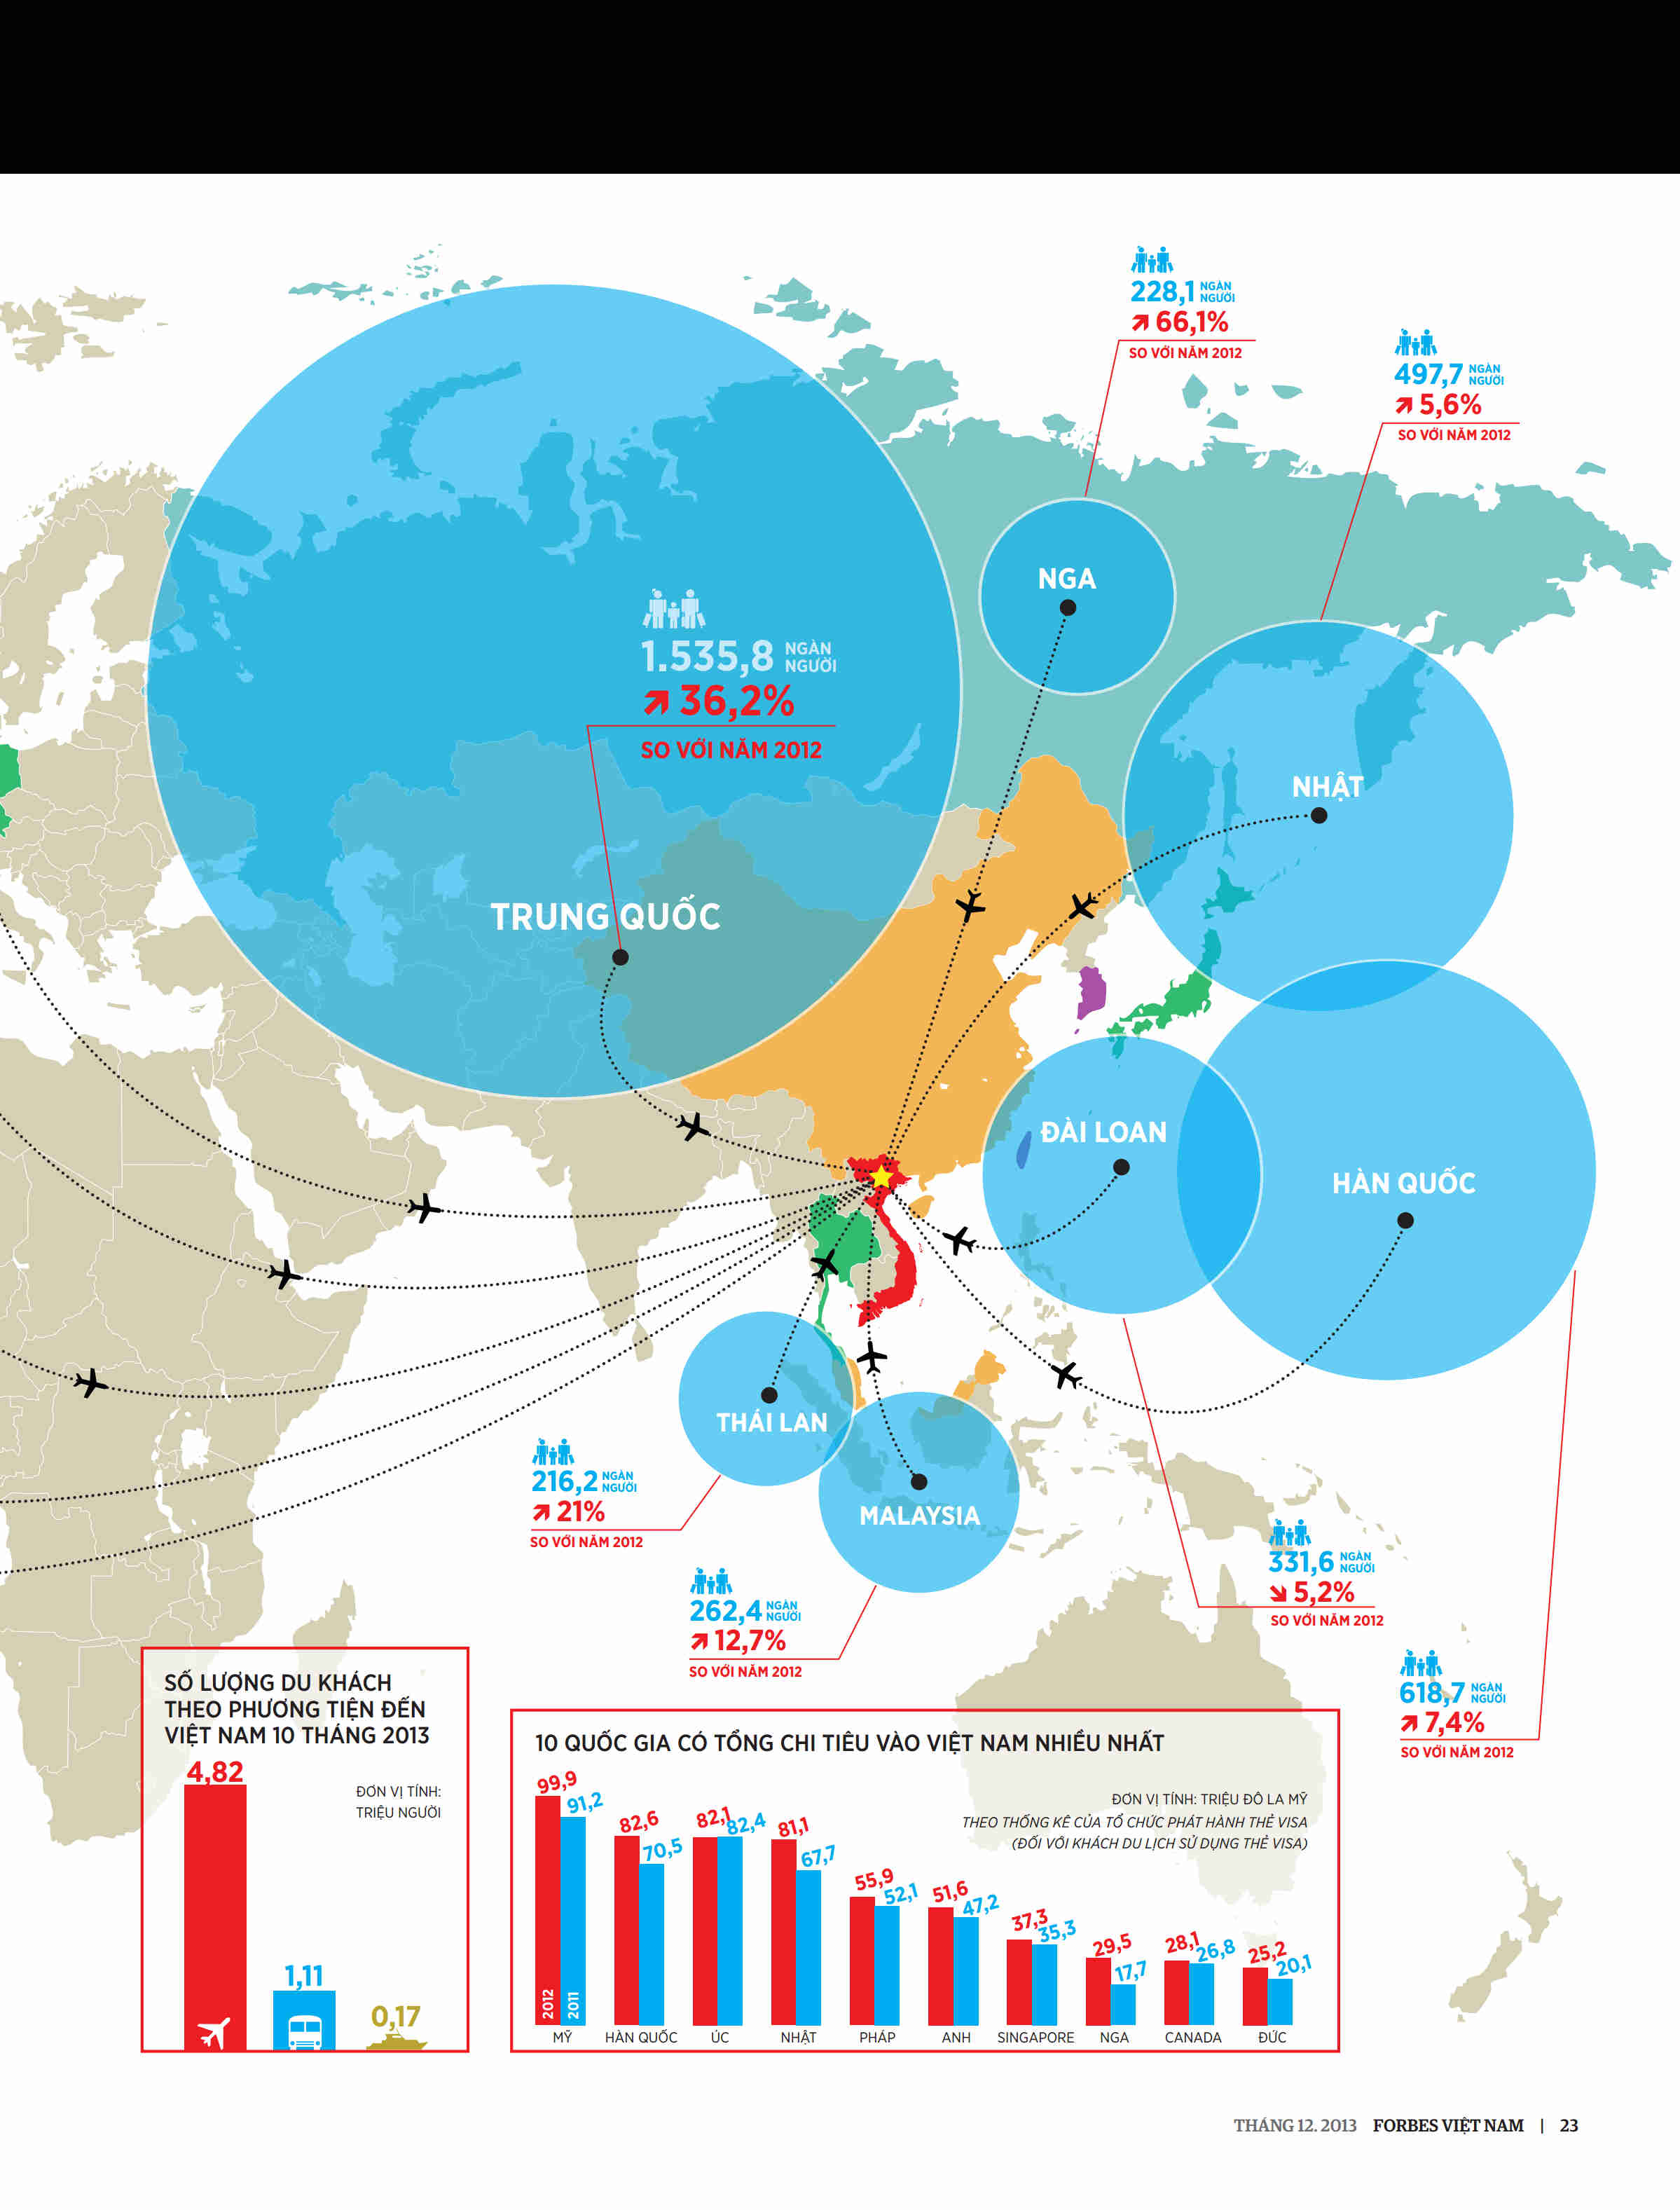 228,1 NGÀN
NGƯỜI
66,1%
SO VỚI NĂM 2012
497,7 NGÀN
NGƯỜI
5,6%
SO VỚI NĂM 2012
NGA
1.535,8 NGÀN
NGƯỜI
36,2%
SO VỚI NĂM 2012
NHẬT
TRUNG QUỐC
ĐÀI LOAN
HÀN QUỐC
THÁI LAN
216,2 NGÀN
NGƯỜI
21%
SO VỚI NĂM 2012
MALAYSIA
262,4 NGÀN
NGƯỜI
12,7%
SO VỚI NĂM 2012
331,6 NGÀN
NGƯỜI
5,2%
SO VỚI NĂM 2012
618,7 NGÀN
NGƯỜI
7,4%
SO VỚI NĂM 2012
SỐ LƯỢNG DU KHÁCH
THEO PHƯƠNG TIỆN ĐẾN
VIỆT NAM 10 THÁNG 2013
4,82
ĐƠN VỊ TÍNH:
TRIỆU NGƯỜI
1,11
0,17
10 QUỐC GIA CÓ TỔNG CHI TIÊU VÀO VIỆT NAM NHIỀU NHẤT
ĐƠN VỊ TÍNH: TRIỆU ĐÔ LA MỸ
THEO THỐNG KÊ CỦA TỔ CHỨC PHÁT HÀNH THẺ VISA
(ĐỐI VỚI KHÁCH DU LỊCH SỬ DỤNG THẺ VISA)
99,9 91,2
82,6 70,5
82,1 82,4
81,1 67,7
55,9 52,1
51,6 47,2
37,3 35,3
29,5 17,7
28,1 26,8
25,2 20,1
2012 2011
MỸ HÀN QUỐC ÚC NHẬT PHÁP ANH SINGAPORE NGA CANADA ĐỨC
THÁNG 12. 2013 FORBES VIỆT NAM | 23